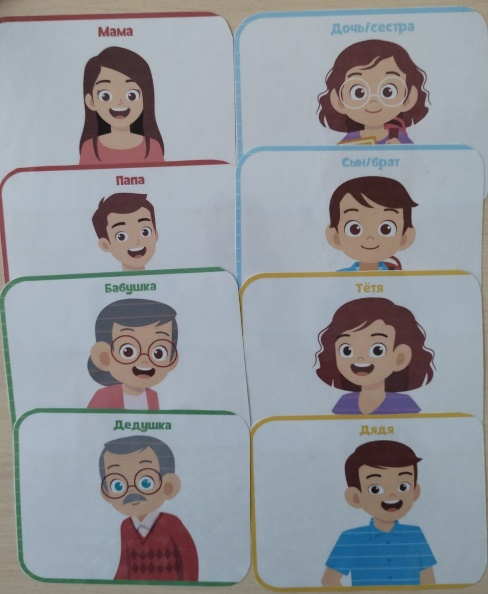 Мама
Дочь/сестра
Папа
Сын/брат
Бабушка
Тётя
Дедушка
Дядя